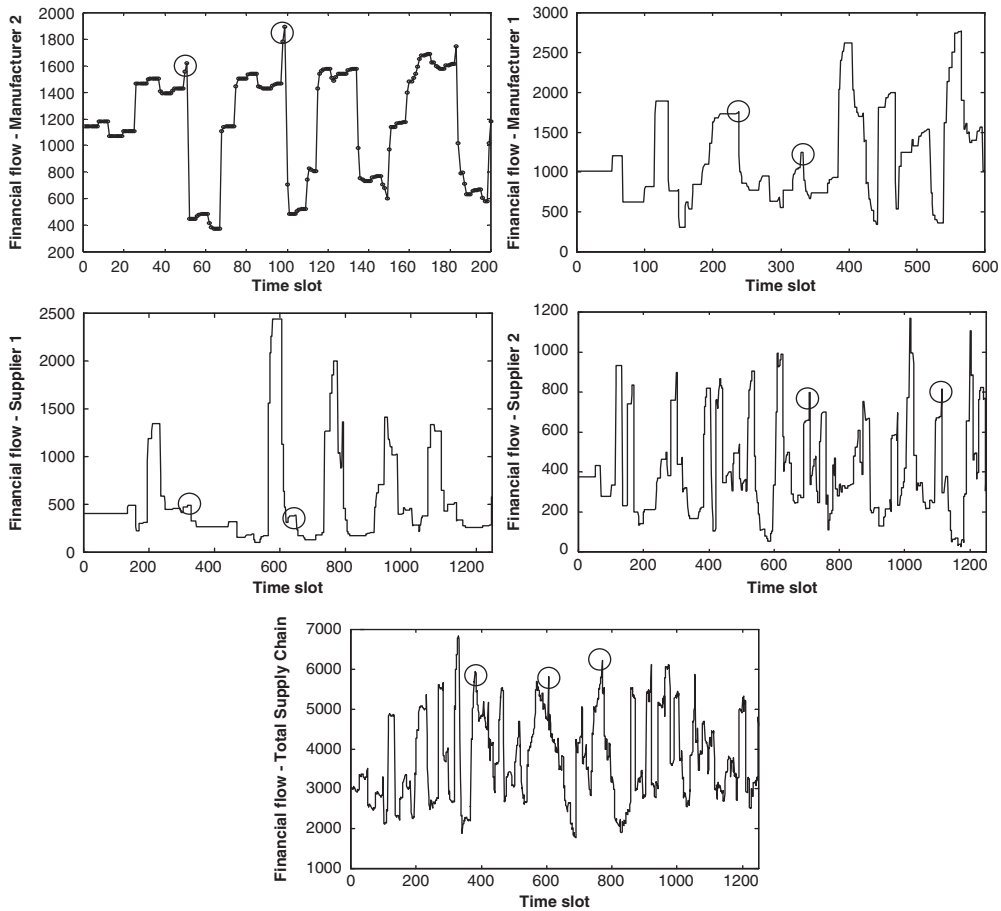 Financial flow - Manufacturer 2
2000
1800
1600
1400
1200
1000
800
600
400
200
0 20 40 60 80 100 120 140 160 180 200
Time slot
Financial flow - Manufacturer 1
3000
2500
2000
1500
1000
500
0
0 100 200 300 400 500 600
Time slot
Financial flow - Supplier 1
2500
2000
1500
1000
500
0
0 200 400 600 800 1000 1200
Time slot
Financial flow - Supplier 2
1200
1000
800
600
400
200
0
0 200 400 600 800 1000 1200
Time slot
Financial flow - Total Supply Chain
7000
6000
5000
4000
3000
2000
1000
0 200 400 600 800 1000 1200
Time slot